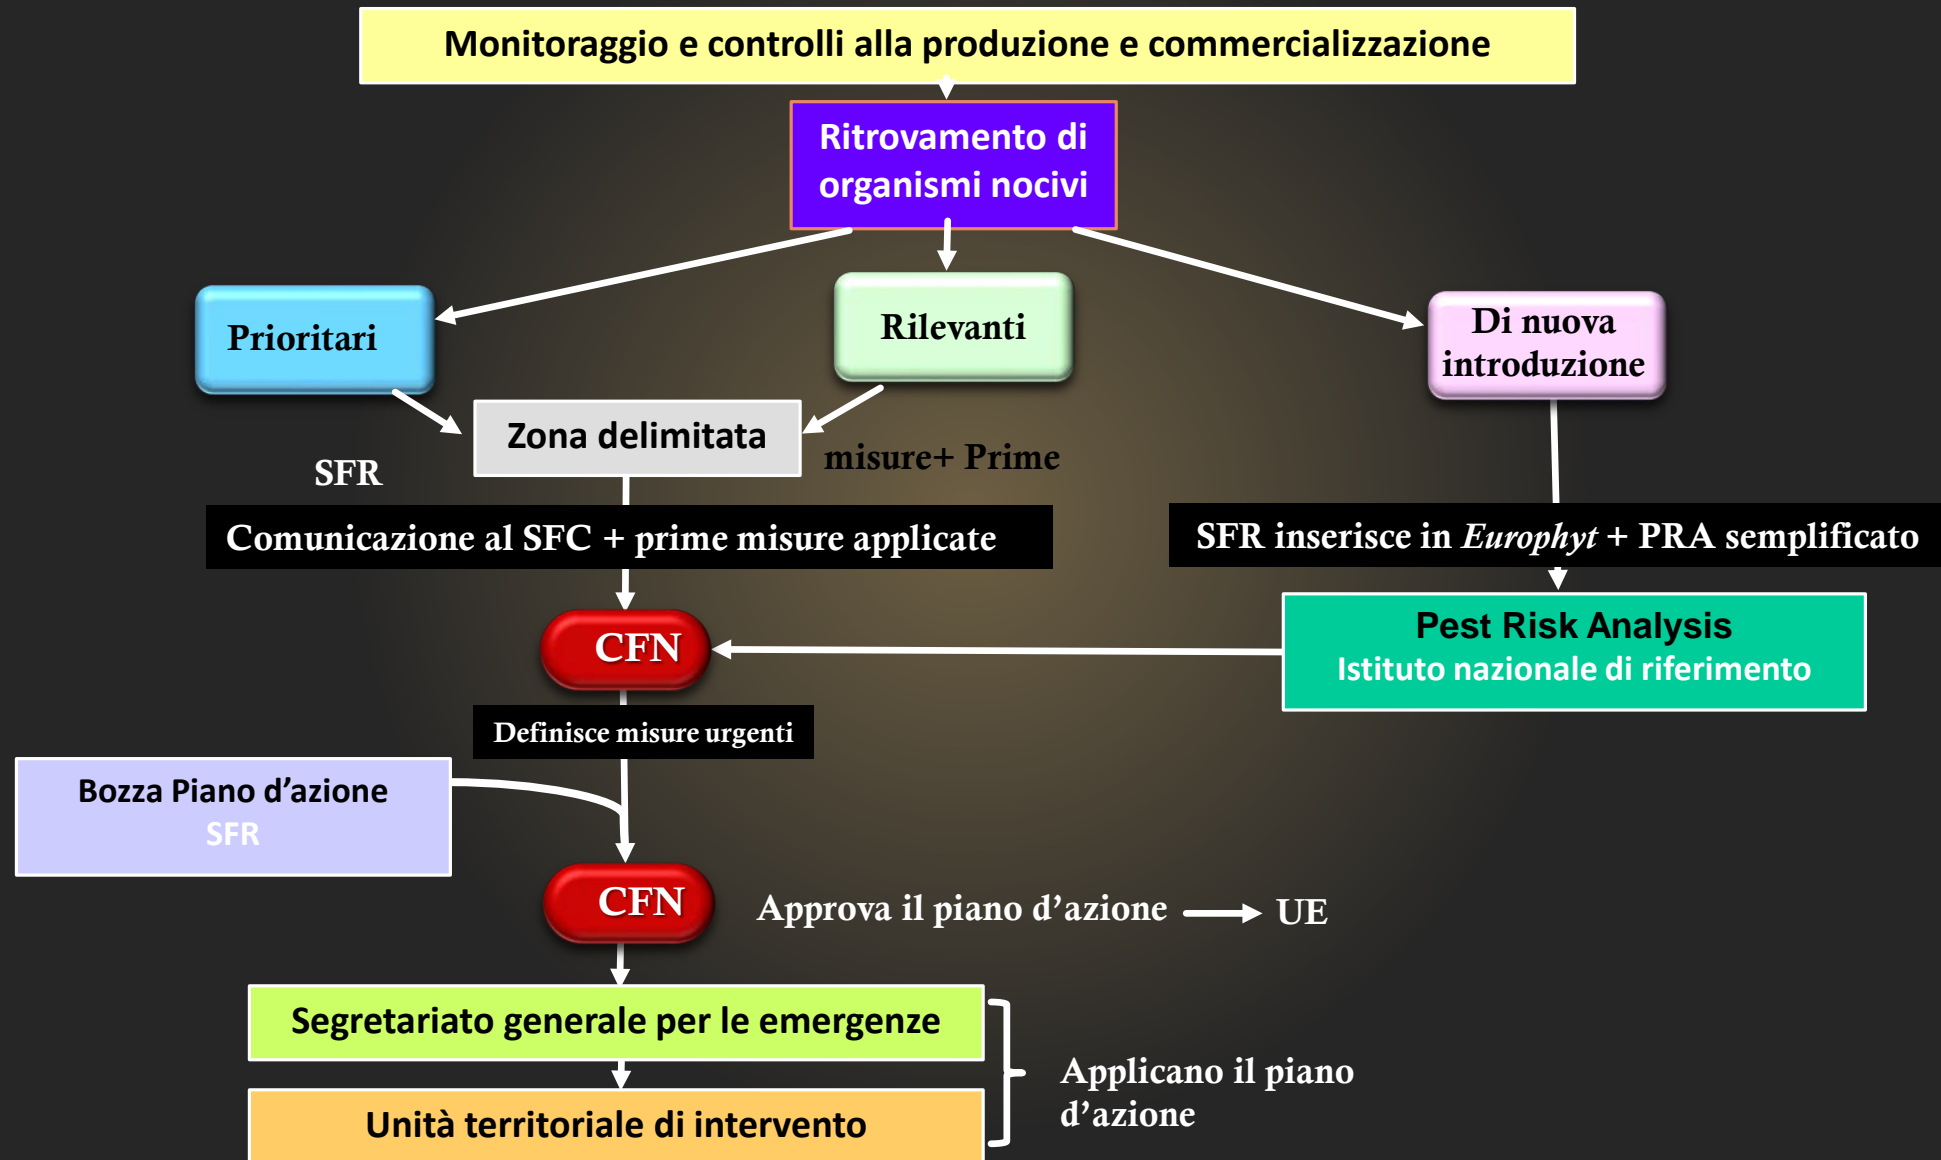 Monitoraggio e controlli alla produzione e commercializzazione
Ritrovamento di
organismi nocivi
Prioritari
Rilevanti
Di nuova
introduzione
Zona delimitata
SFR
misure+ Prime
Comunicazione al SFC + prime misure applicate
SFR inserisce in Europhyt + PRA semplificato
CFN
Pest Risk Analysis
Istituto nazionale di riferimento
Definisce misure urgenti
Bozza Piano d’azione
SFR
CFN
Approva il piano d’azione → UE
Segretariato generale per le emergenze
Applicano il piano
d’azione
Unità territoriale di intervento